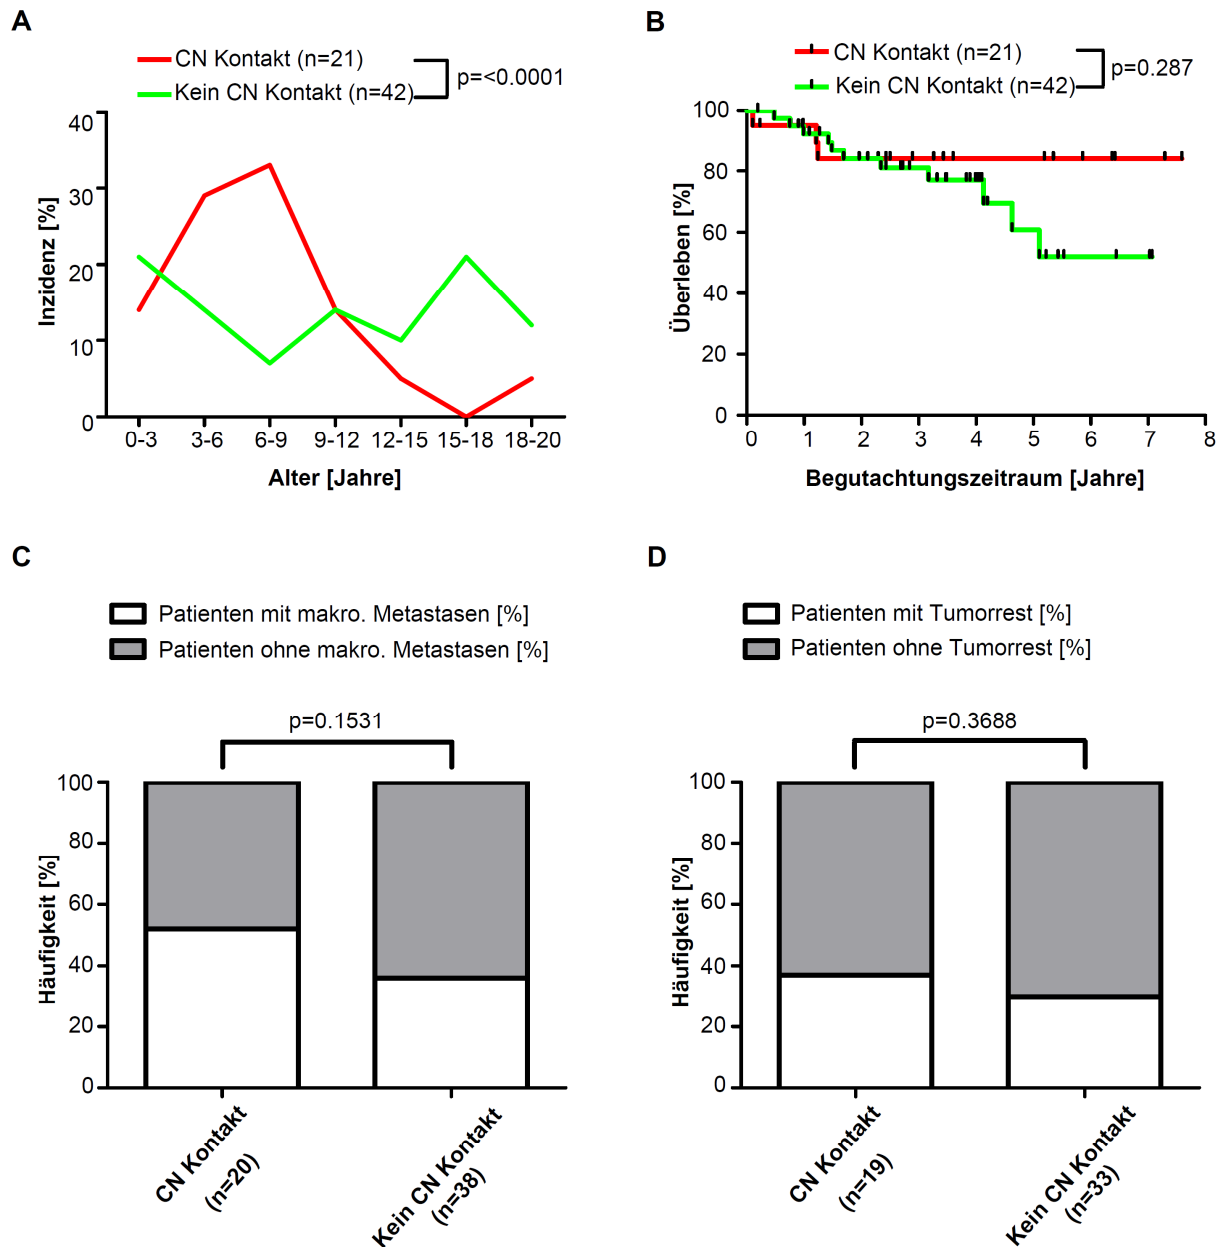 A
CN Kontakt (n=21)
Kein CN Kontakt (n=42)
p=<0.0001
Inzidenz [%]
40
30
20
10
0
0-3 3-6 6-9 9-12 12-15 15-18 18-20
Alter [Jahre]
B
CN Kontakt (n=21)
Kein CN Kontakt (n=42)
p=0.287
Überleben [%]
100
80
60
40
20
0
0 1 2 3 4 5 6 7 8
Begutachtungszeitraum [Jahre]
C
Patienten mit makro. Metastasen [%]
Patienten ohne makro. Metastasen [%]
p=0.1531
Häufigkeit [%]
100
80
60
40
20
0
CN Kontakt
(n=20)
Kein CN Kontakt
(n=38)
D
Patienten mit Tumorrest [%]
Patienten ohne Tumorrest [%]
p=0.3688
Häufigkeit [%]
100
80
60
40
20
0
CN Kontakt
(n=19)
Kein CN Kontakt
(n=33)